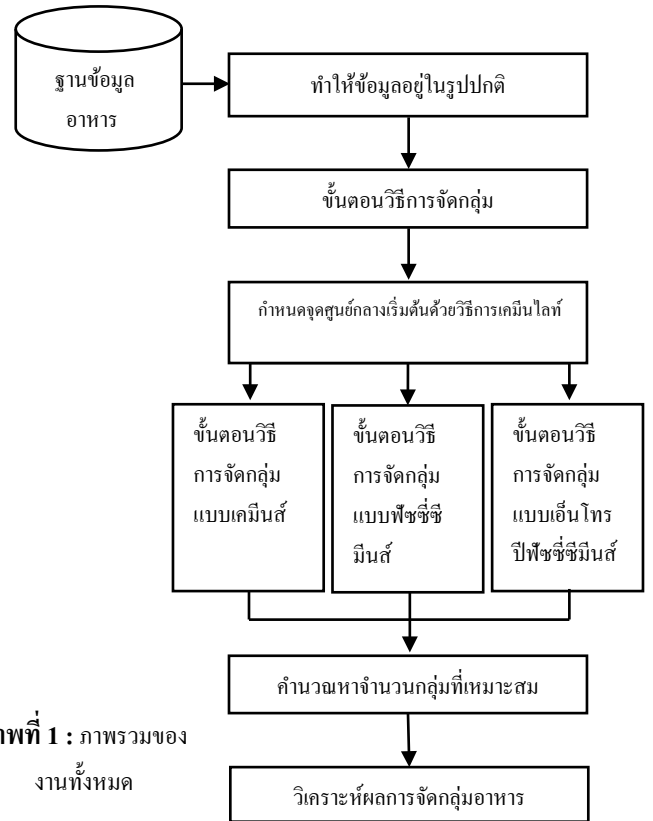 ฐานข้อมูล
อาหาร
ทำให้ข้อมูลอยู่ในรูปปกติ
ขั้นตอนวิธีการจัดกลุ่ม
กำหนดจุดศูนย์กลางเริ่มต้นด้วยวิธีการเคมีนไลท์
ขั้นตอนวิธี
การจัดกลุ่ม
แบบเคมีนส์
ขั้นตอนวิธี
การจัดกลุ่ม
แบบฟัซซี่ซี
มีนส์
ขั้นตอนวิธี
การจัดกลุ่ม
แบบเอ็นโทร
ปีฟัซซี่ซีมีนส์
คำนวณหาจำนวนกลุ่มที่เหมาะสม
าพที่ 1 : ภาพรวมของ
งานทั้งหมด
วิเคราะห์ผลการจัดกลุ่มอาหาร